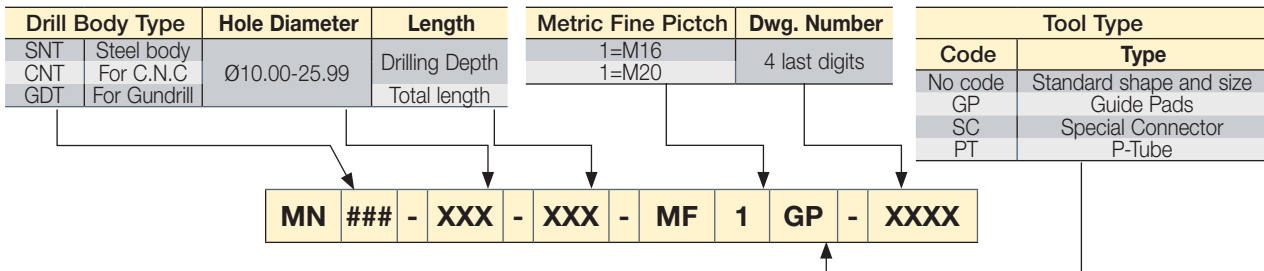 Drill Body Type Hole Diameter Length
SNT Steel body Ø10.00-25.99 Drilling Depth
CNT For C.N.C
GDT For Gundrill Total length
Metric Fine Pictch Dwg. Number
1=M16 4 last digits
1=M20
Tool Type
Code Type
No code Standard shape and size
GP Guide Pads
SC Special Connector
PT P-Tube
MN ### - XXX - XXX - MF 1 GP - XXXX